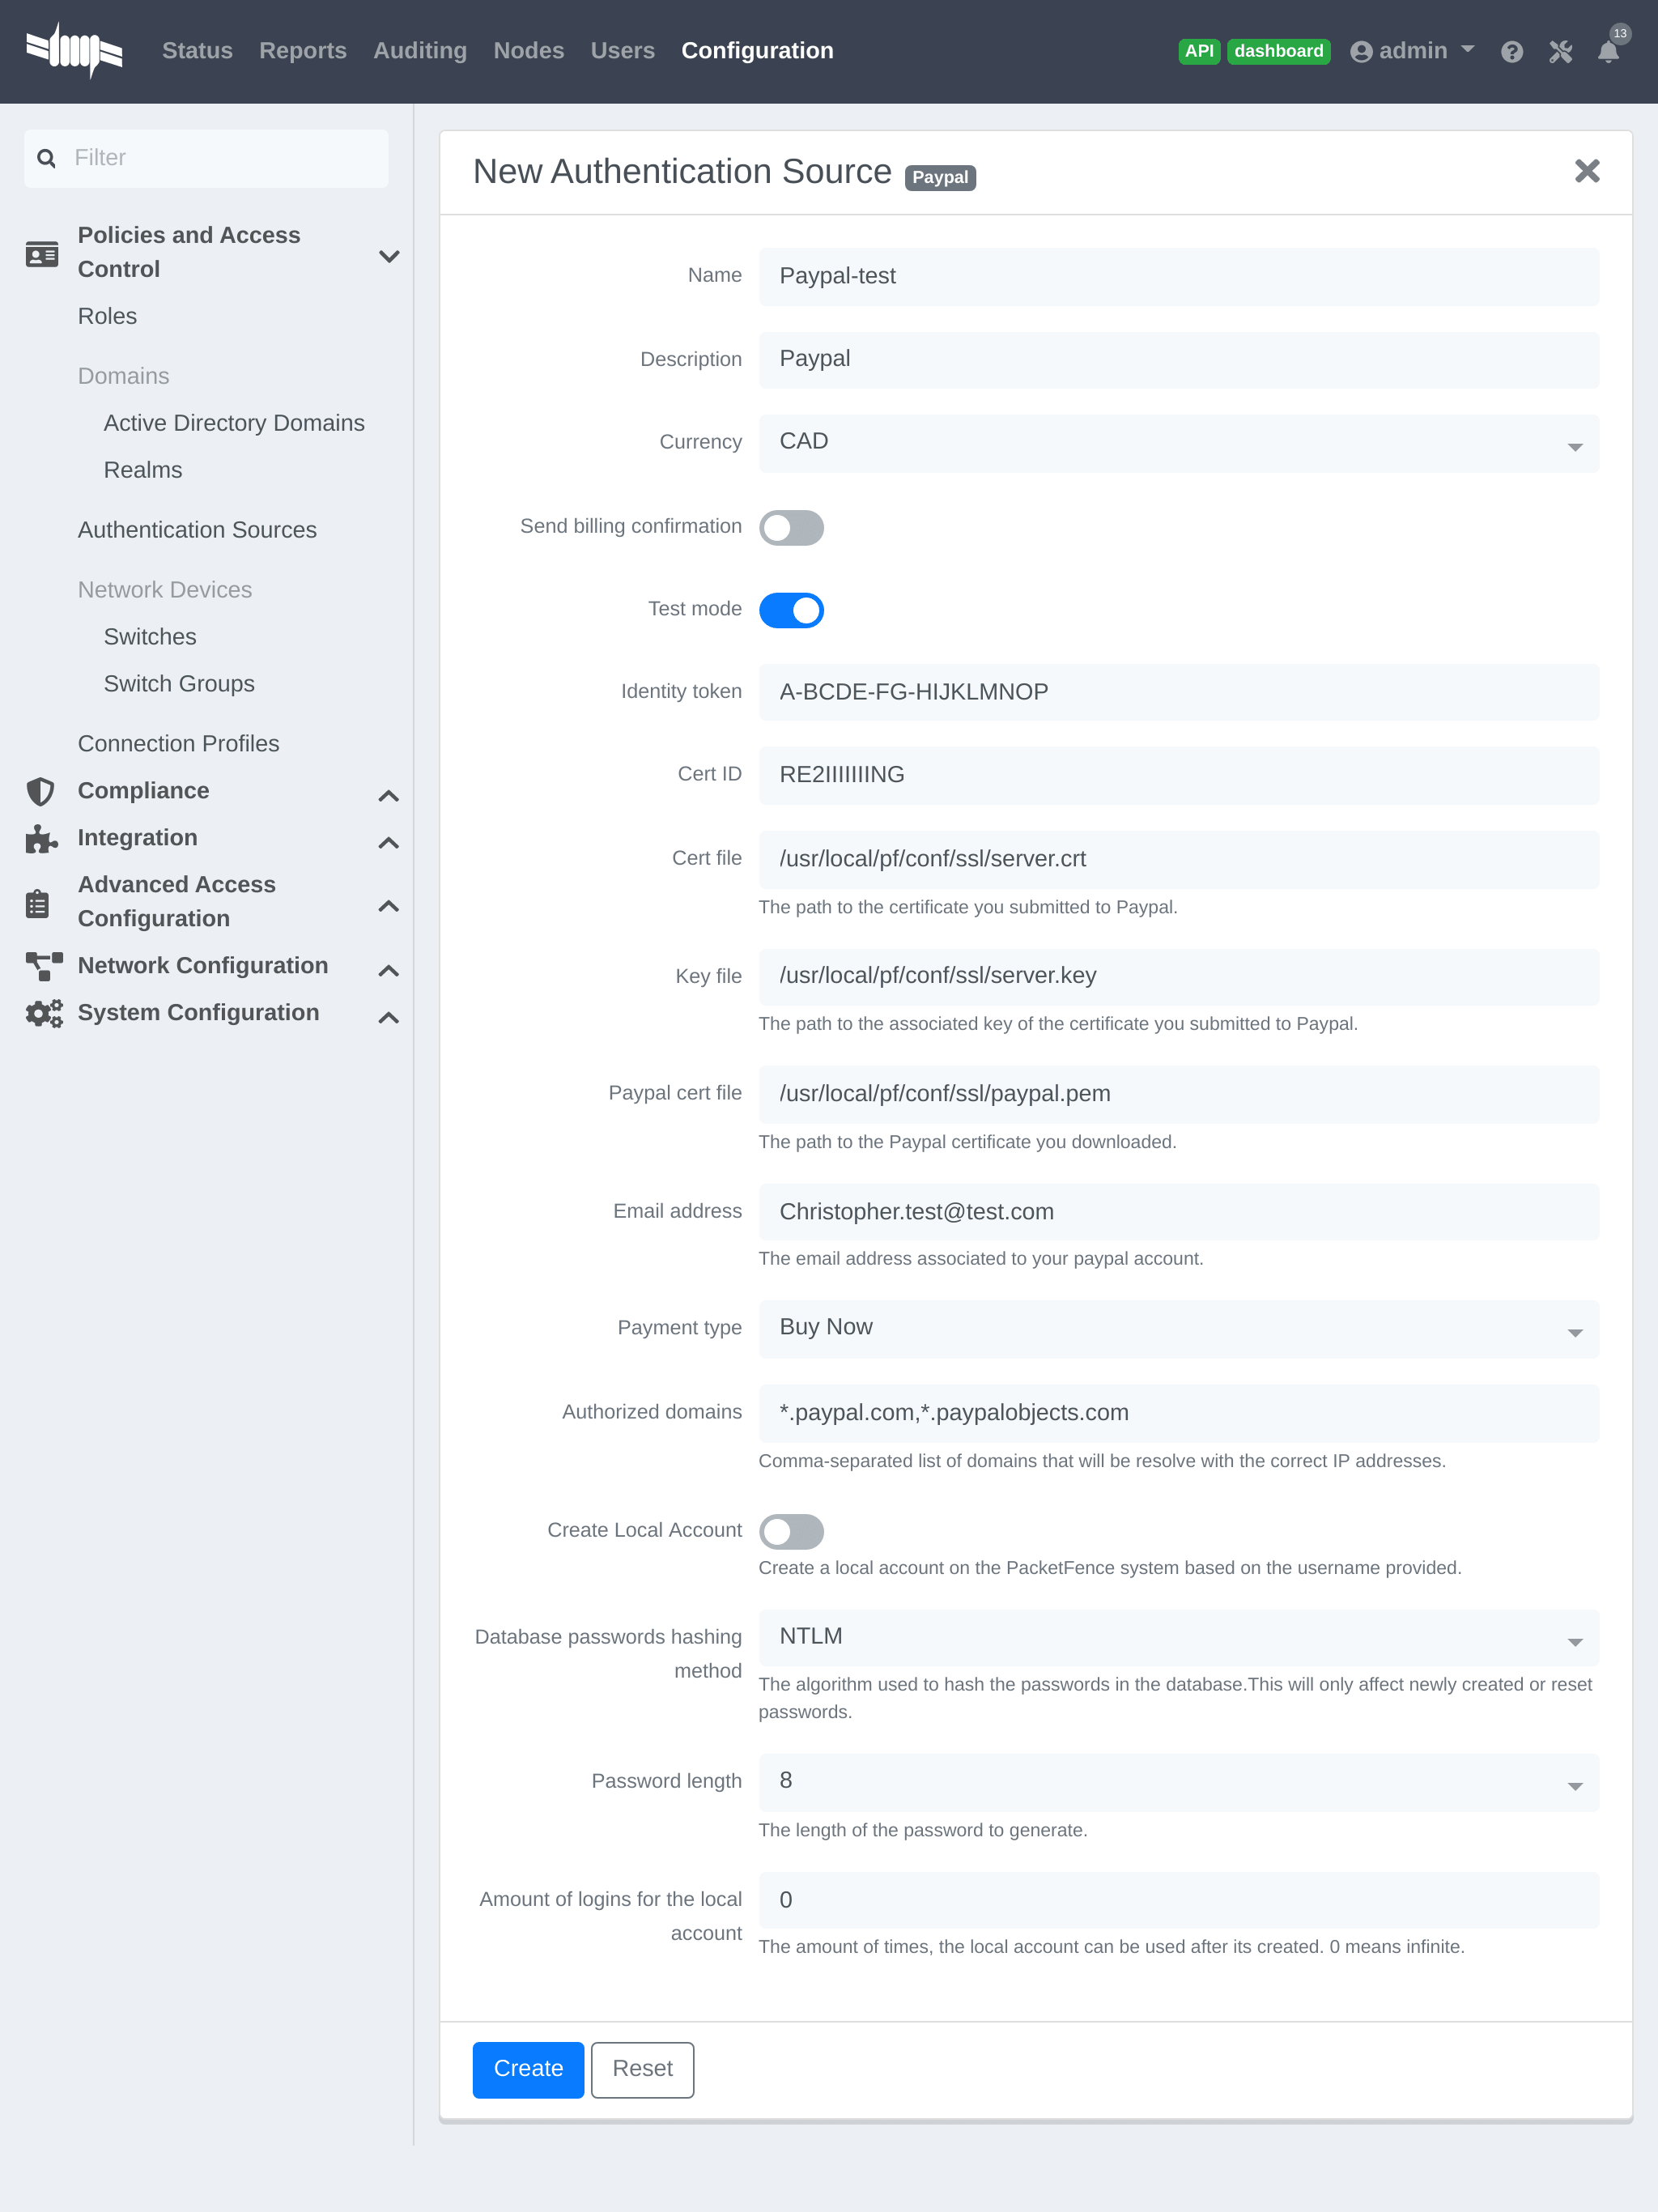 Status Reports Auditing Nodes Users Configuration API dashboard admin 13
Filter
Policies and Access
Control
Roles
Domains
Active Directory Domains
Realms
Authentication Sources
Network Devices
Switches
Switch Groups
Connection Profiles
Compliance
Integration
Advanced Access
Configuration
Network Configuration
System Configuration
New Authentication Source Paypal
Name Paypal-test
Description Paypal
Currency CAD
Send billing confirmation
Test mode
Identity token A-BCDE-FG-HIJKLMNOP
Cert ID RE2IIIIIIING
Cert file /usr/local/pf/conf/ssl/server.crt
The path to the certificate you submitted to Paypal.
Key file /usr/local/pf/conf/ssl/server.key
The path to the associated key of the certificate you submitted to Paypal.
Paypal cert file /usr/local/pf/conf/ssl/paypal.pem
The path to the Paypal certificate you downloaded.
Email address Christopher.test@test.com
The email address associated to your paypal account.
Payment type Buy Now
Authorized domains *.paypal.com,*.paypalobjects.com
Comma-separated list of domains that will be resolve with the correct IP addresses.
Create Local Account
Create a local account on the PacketFence system based on the username provided.
Database passwords hashing
method
NTLM
The algorithm used to hash the passwords in the database.This will only affect newly created or reset
passwords.
Password length 8
The length of the password to generate.
Amount of logins for the local
account
0
The amount of times, the local account can be used after its created. 0 means infinite.
Create Reset